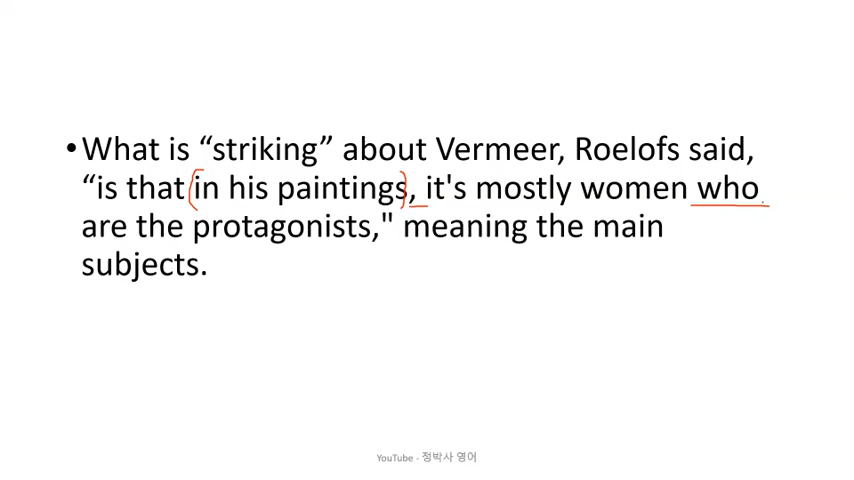 •What is “striking” about Vermeer, Roelofs said,
“is that in his paintings, it's mostly women who
are the protagonists," meaning the main
subjects.
YouTube - 정박사 영어